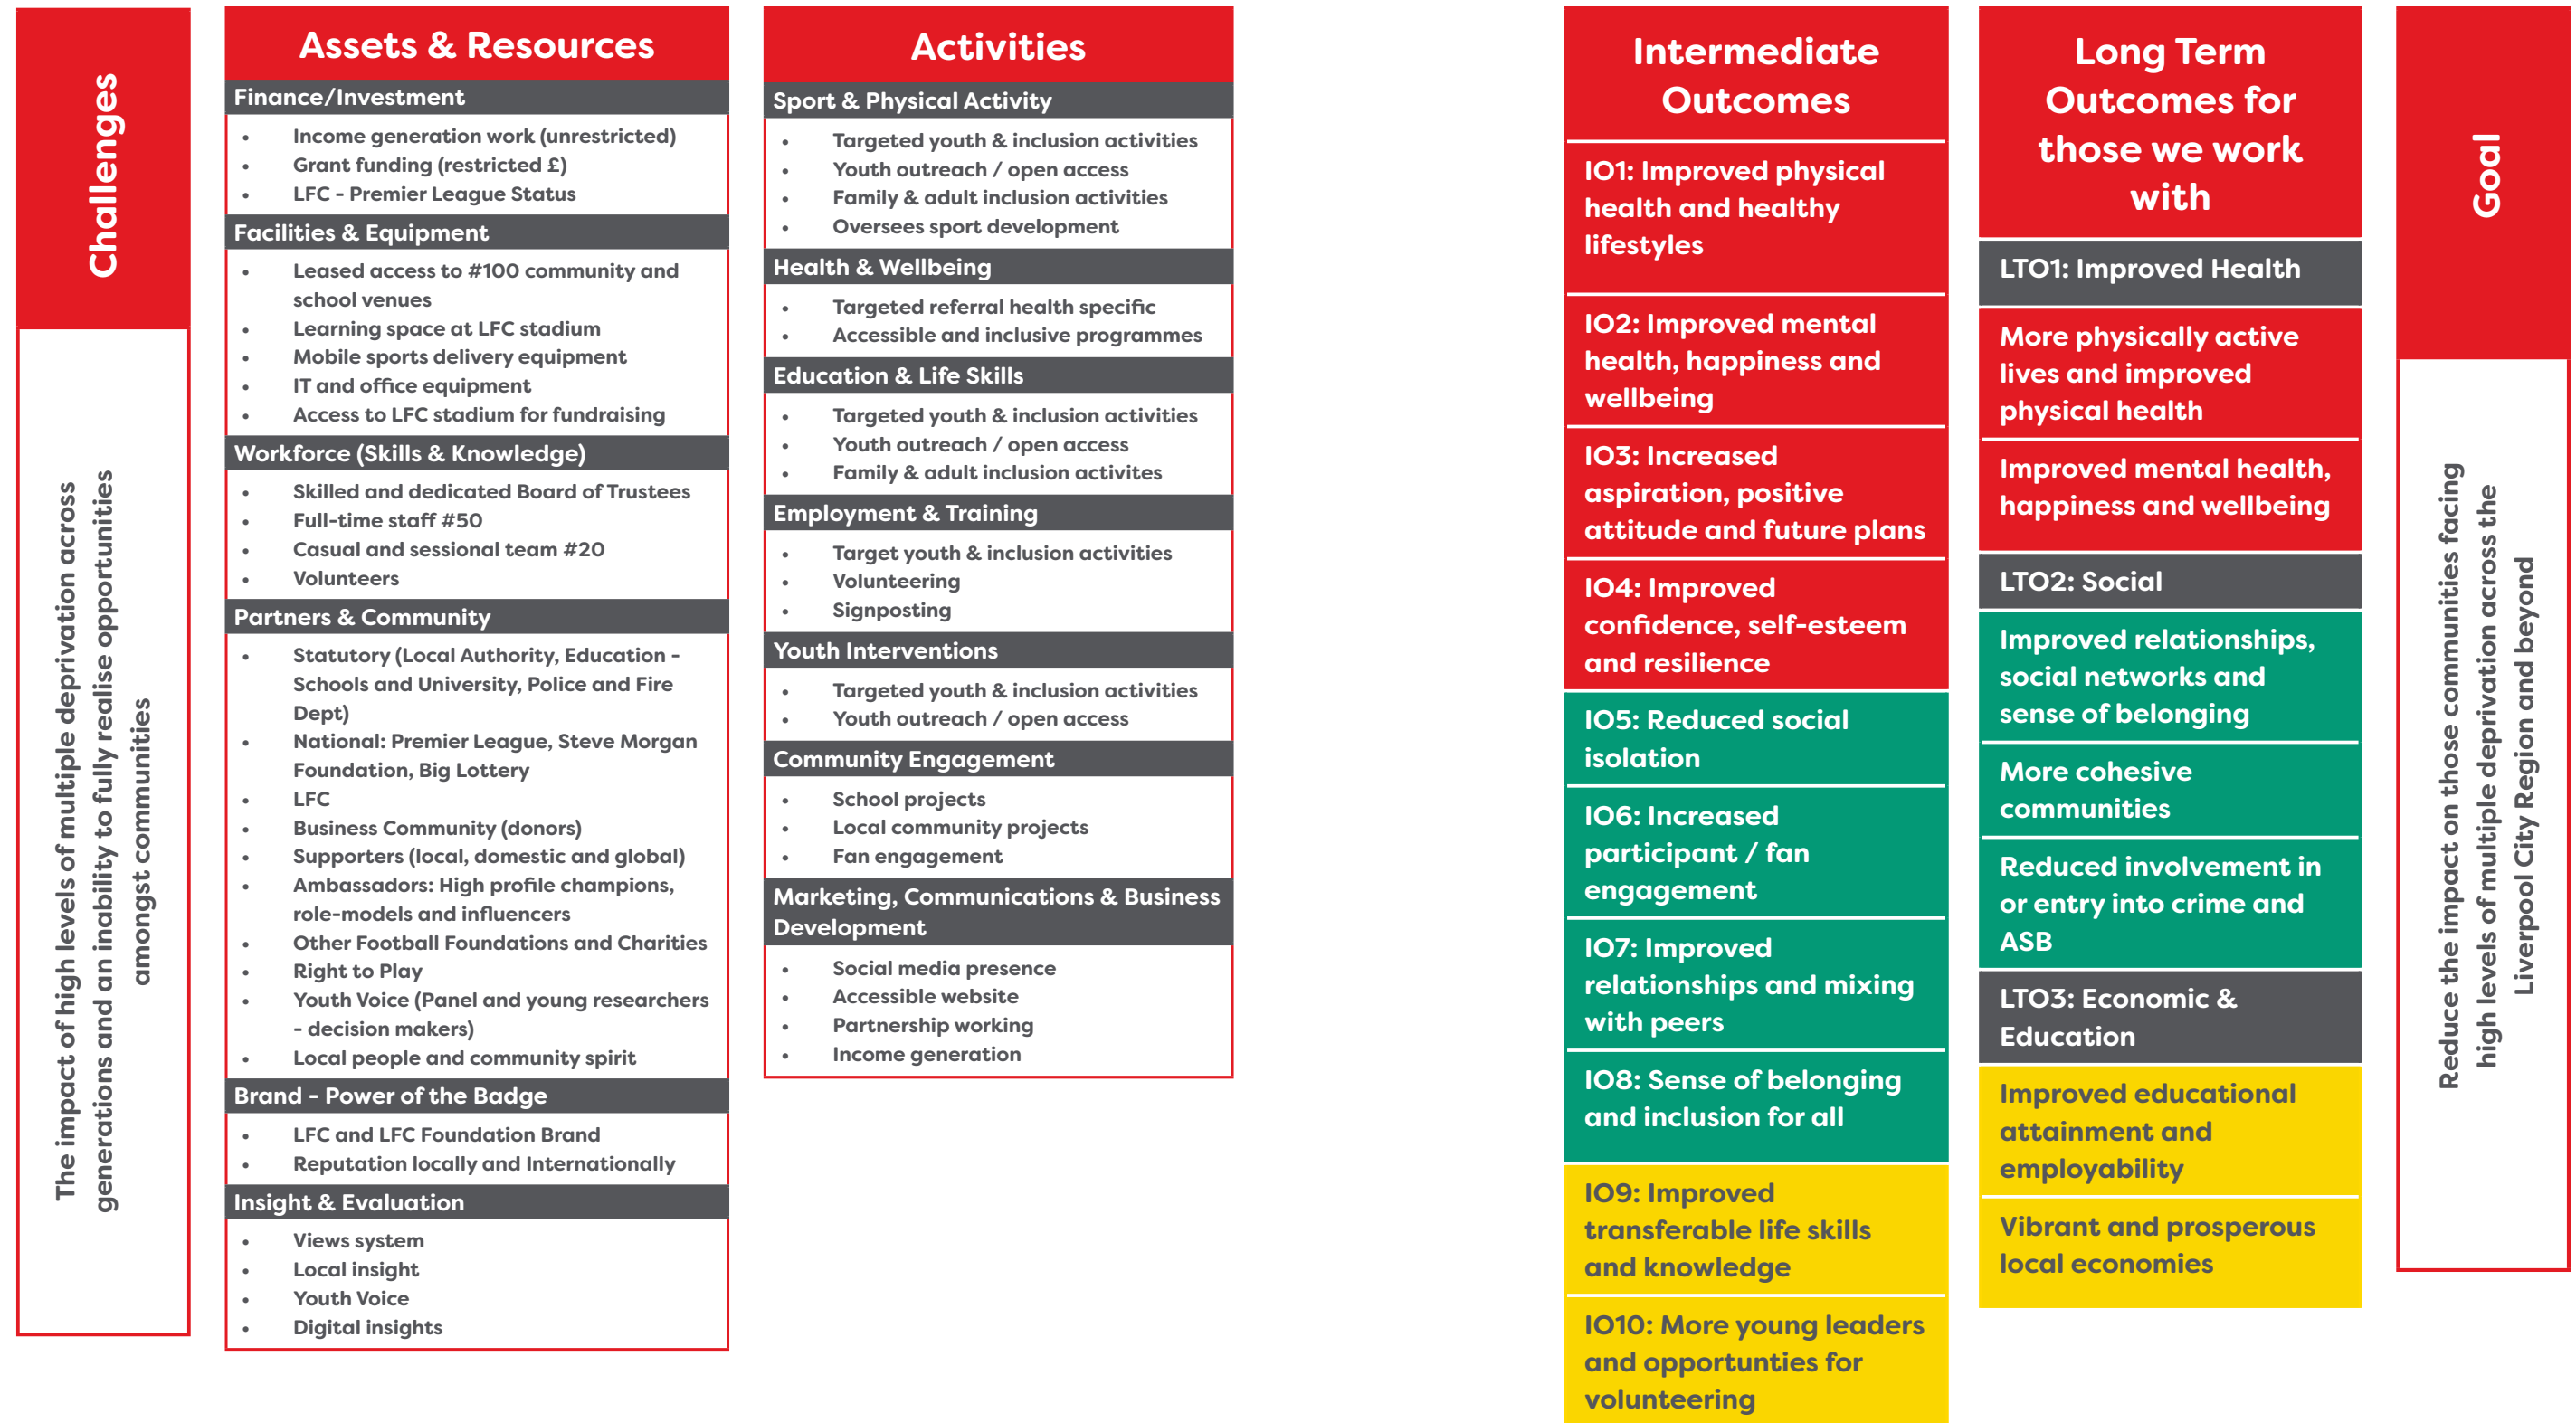 Challenges
The impact of high levels of multiple deprivation across
generations and an inability to fully realise opportunities
amongst communities
Assets & Resources
Finance/Investment
• Income generation work (unrestricted)
• Grant funding (restricted £)
• LFC - Premier League Status
Facilities & Equipment
• Leased access to #100 community and
school venues
• Learning space at LFC stadium
• Mobile sports delivery equipment
• IT and office equipment
• Access to LFC stadium for fundraising
Workforce (Skills & Knowledge)
• Skilled and dedicated Board of Trustees
• Full-time staff #50
• Casual and sessional team #20
• Volunteers
Partners & Community
• Statutory (Local Authority, Education -
Schools and University, Police and Fire
Dept)
• National: Premier League, Steve Morgan
Foundation, Big Lottery
• LFC
• Business Community (donors)
• Supporters (local, domestic and global)
• Ambassadors: High profile champions,
role-models and influencers
• Other Football Foundations and Charities
• Right to Play
• Youth Voice (Panel and young researchers
- decision makers)
• Local people and community spirit
Brand - Power of the Badge
• LFC and LFC Foundation Brand
• Reputation locally and Internationally
Insight & Evaluation
• Views system
• Local insight
• Youth Voice
• Digital insights
Activities
Sport & Physical Activity
• Targeted youth & inclusion activities
• Youth outreach / open access
• Family & adult inclusion activities
• Oversees sport development
Health & Wellbeing
• Targeted referral health specific
• Accessible and inclusive programmes
Education & Life Skills
• Targeted youth & inclusion activities
• Youth outreach / open access
• Family & adult inclusion activites
Employment & Training
• Target youth & inclusion activities
• Volunteering
• Signposting
Youth Interventions
• Targeted youth & inclusion activities
• Youth outreach / open access
Community Engagement
• School projects
• Local community projects
• Fan engagement
Marketing, Communications & Business
Development
• Social media presence
• Accessible website
• Partnership working
• Income generation
Intermediate
Outcomes
IO1: Improved physical
health and healthy
lifestyles
IO2: Improved mental
health, happiness and
wellbeing
IO3: Increased
aspiration, positive
attitude and future plans
IO4: Improved
confidence, self-esteem
and resilience
IO5: Reduced social
isolation
IO6: Increased
participant / fan
engagement
IO7: Improved
relationships and mixing
with peers
IO8: Sense of belonging
and inclusion for all
IO9: Improved
transferable life skills
and knowledge
IO10: More young leaders
and opportunties for
volunteering
Long Term
Outcomes for
those we work
with
LTO1: Improved Health
More physically active
lives and improved
physical health
Improved mental health,
happiness and wellbeing
LTO2: Social
Improved relationships,
social networks and
sense of belonging
More cohesive
communities
Reduced involvement in
or entry into crime and
ASB
LTO3: Economic &
Education
Improved educational
attainment and
employability
Vibrant and prosperous
local economies
Goal
Reduce the impact on those communities facing
high levels of multiple deprivation across the
Liverpool City Region and beyond